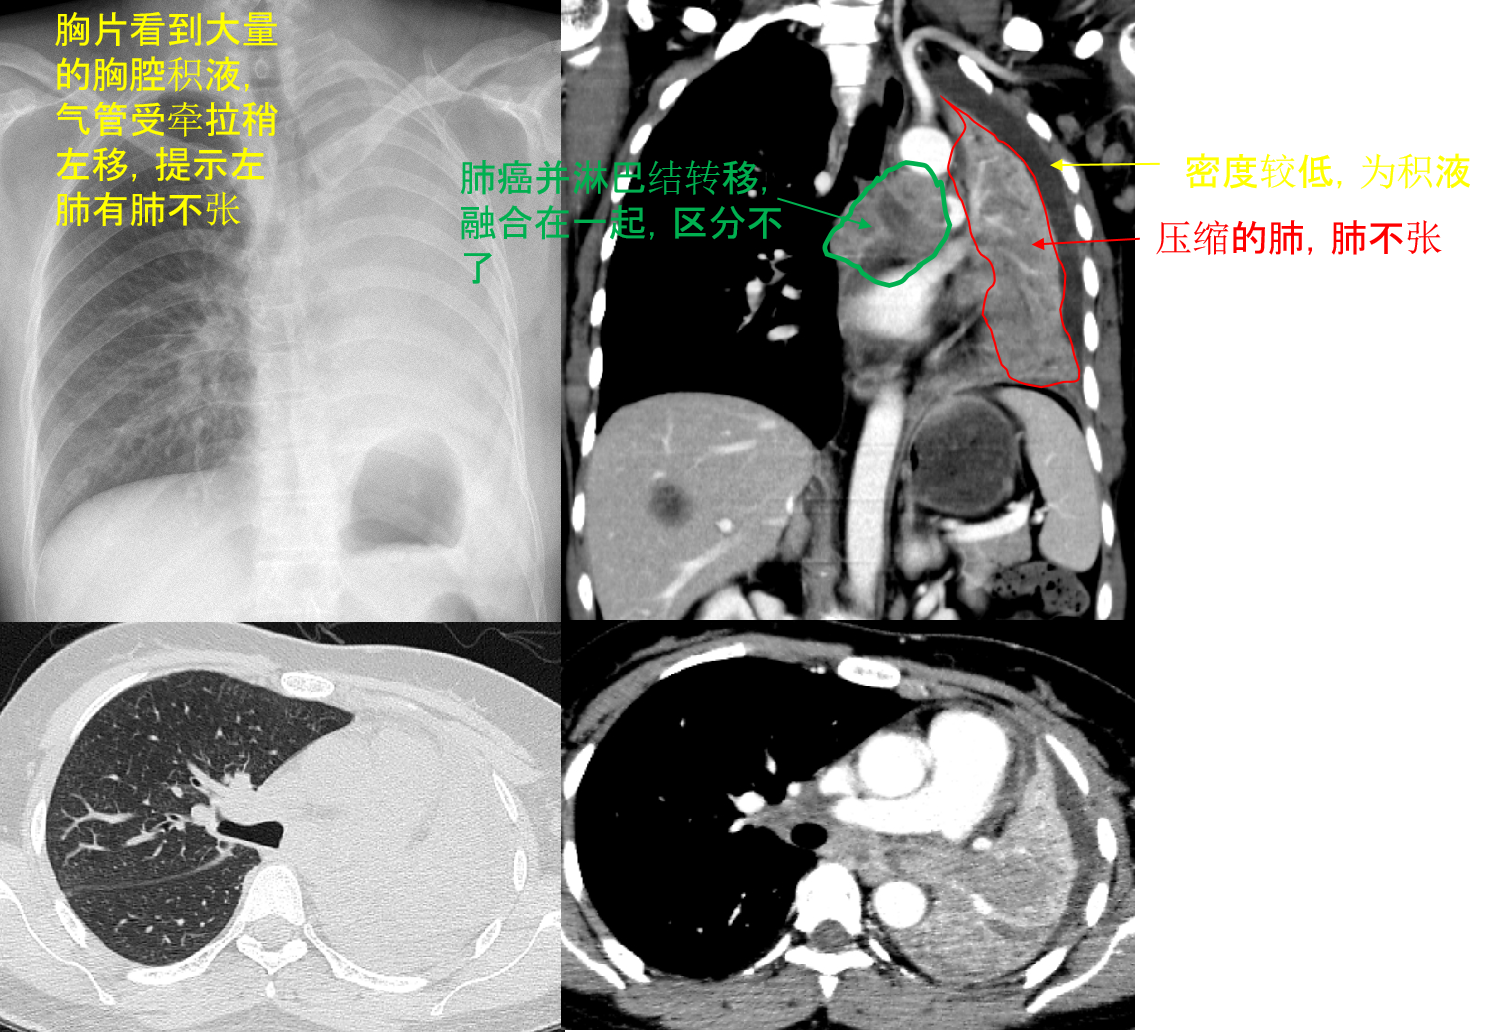 胸片看到大量
的胸腔积液，
气管受牵拉稍
左移，提示左
肺有肺不张
肺癌并淋巴结转移，
融合在一起，区分不
了
密度较低，为积液
压缩的肺，肺不张